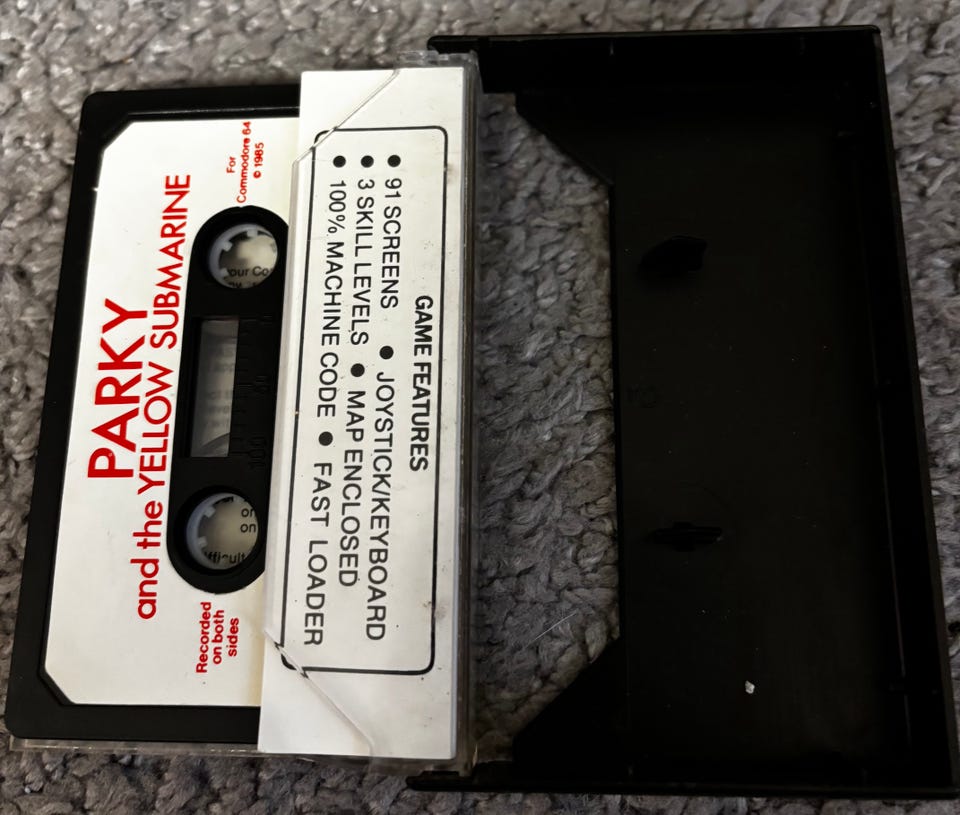 PARKY
and the YELLOW SUBMARINE
For
Commodore 64
© 1985
Recorded
on both
sides
GAME FEATURES
● 91 SCREENS ● JOYSTICK/KEYBOARD
● 3 SKILL LEVELS ● MAP ENCLOSED
● 100% MACHINE CODE ● FAST LOADER